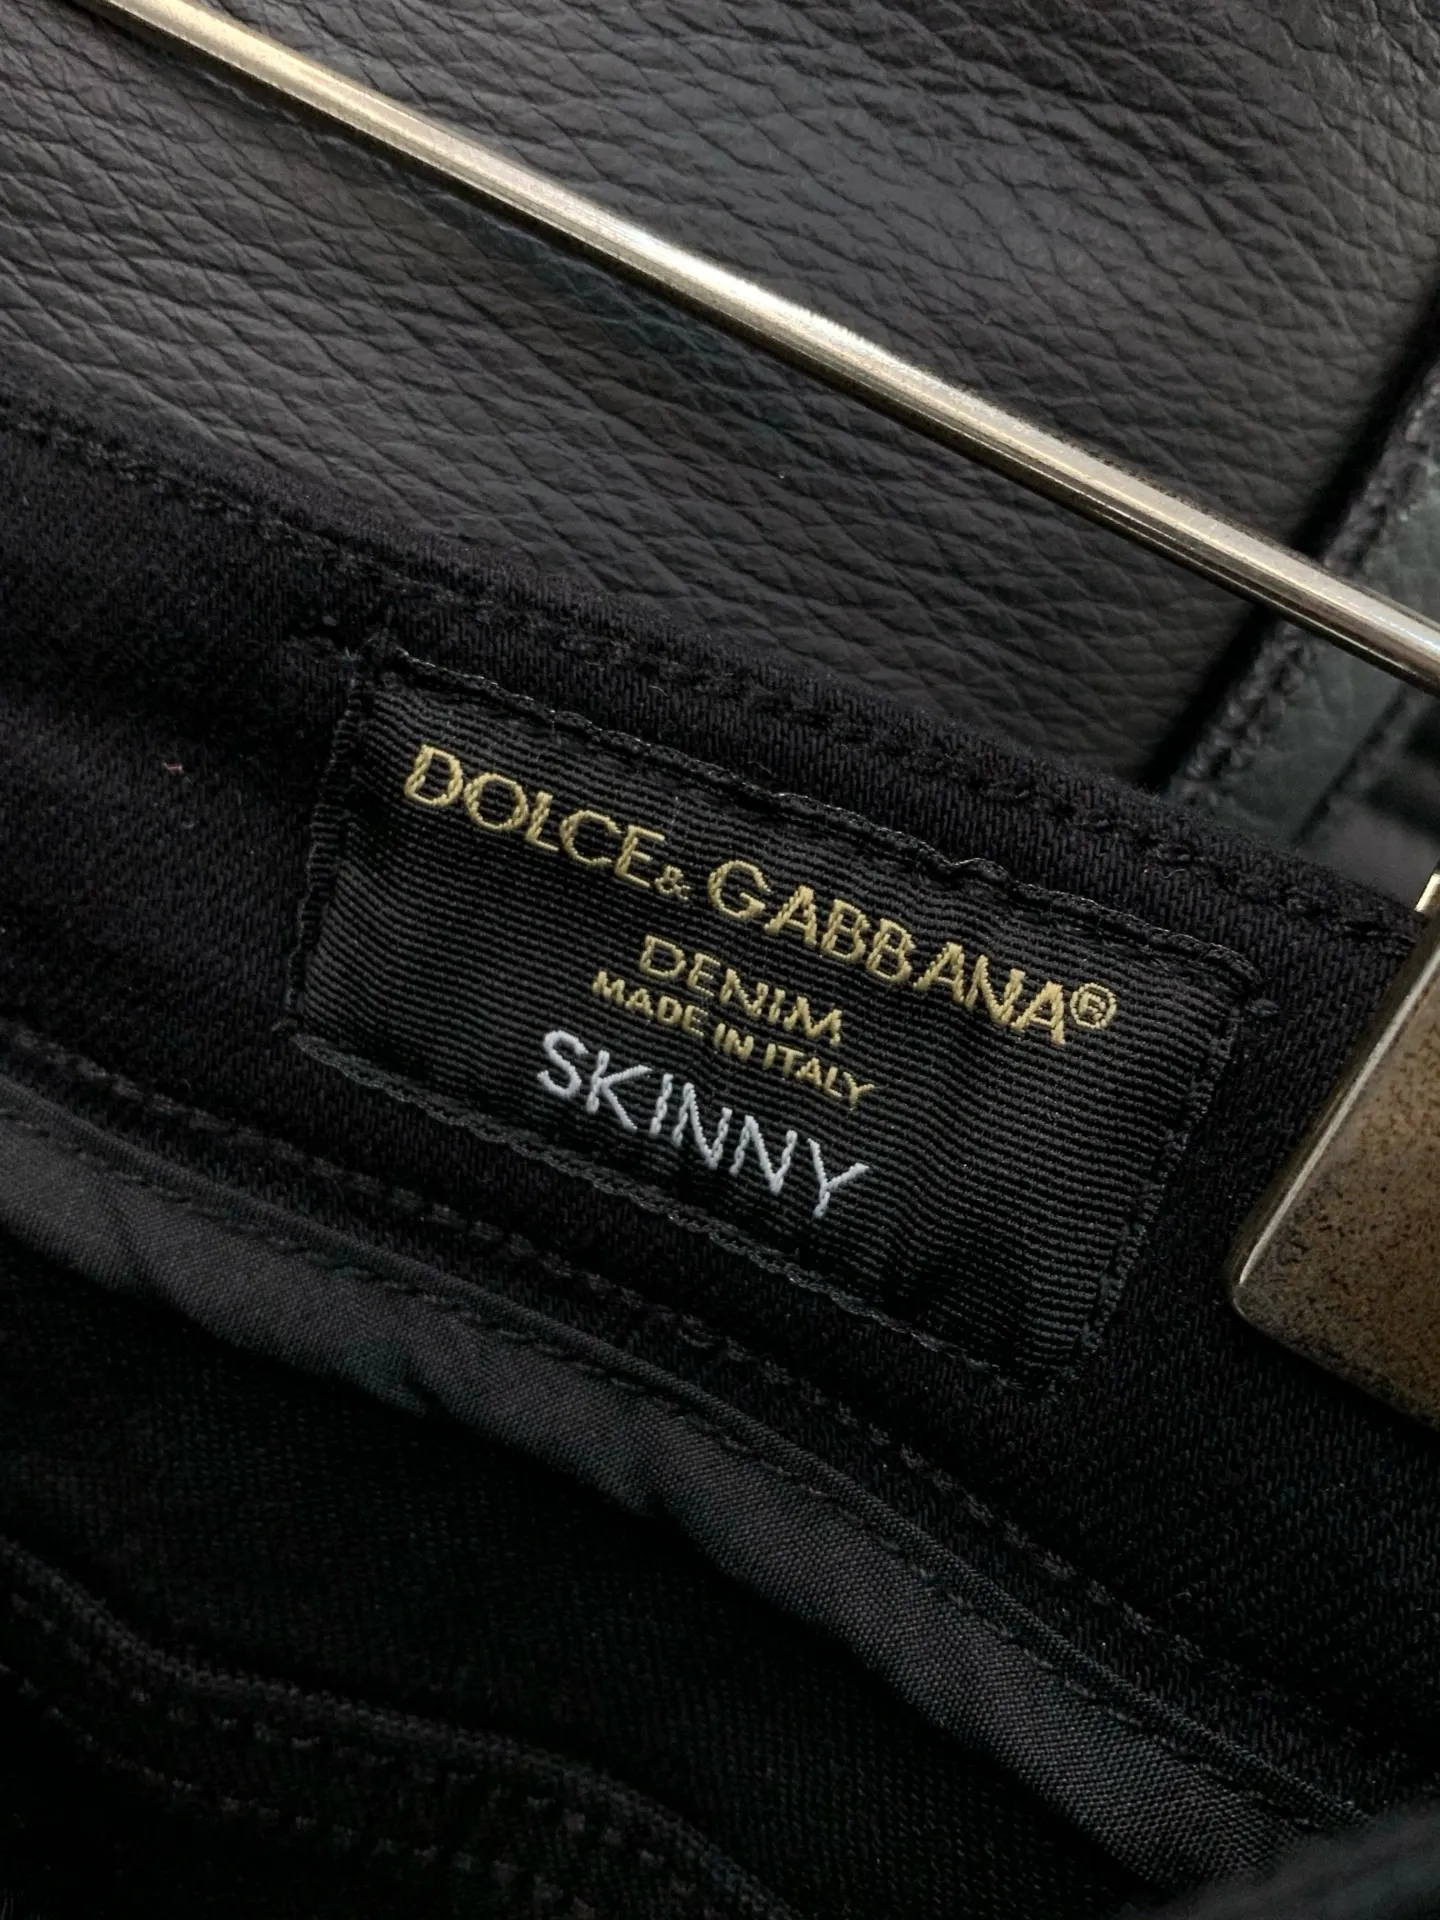 DOLCE & GABBANA®
DENIM
MADE IN ITALY
SKINNY